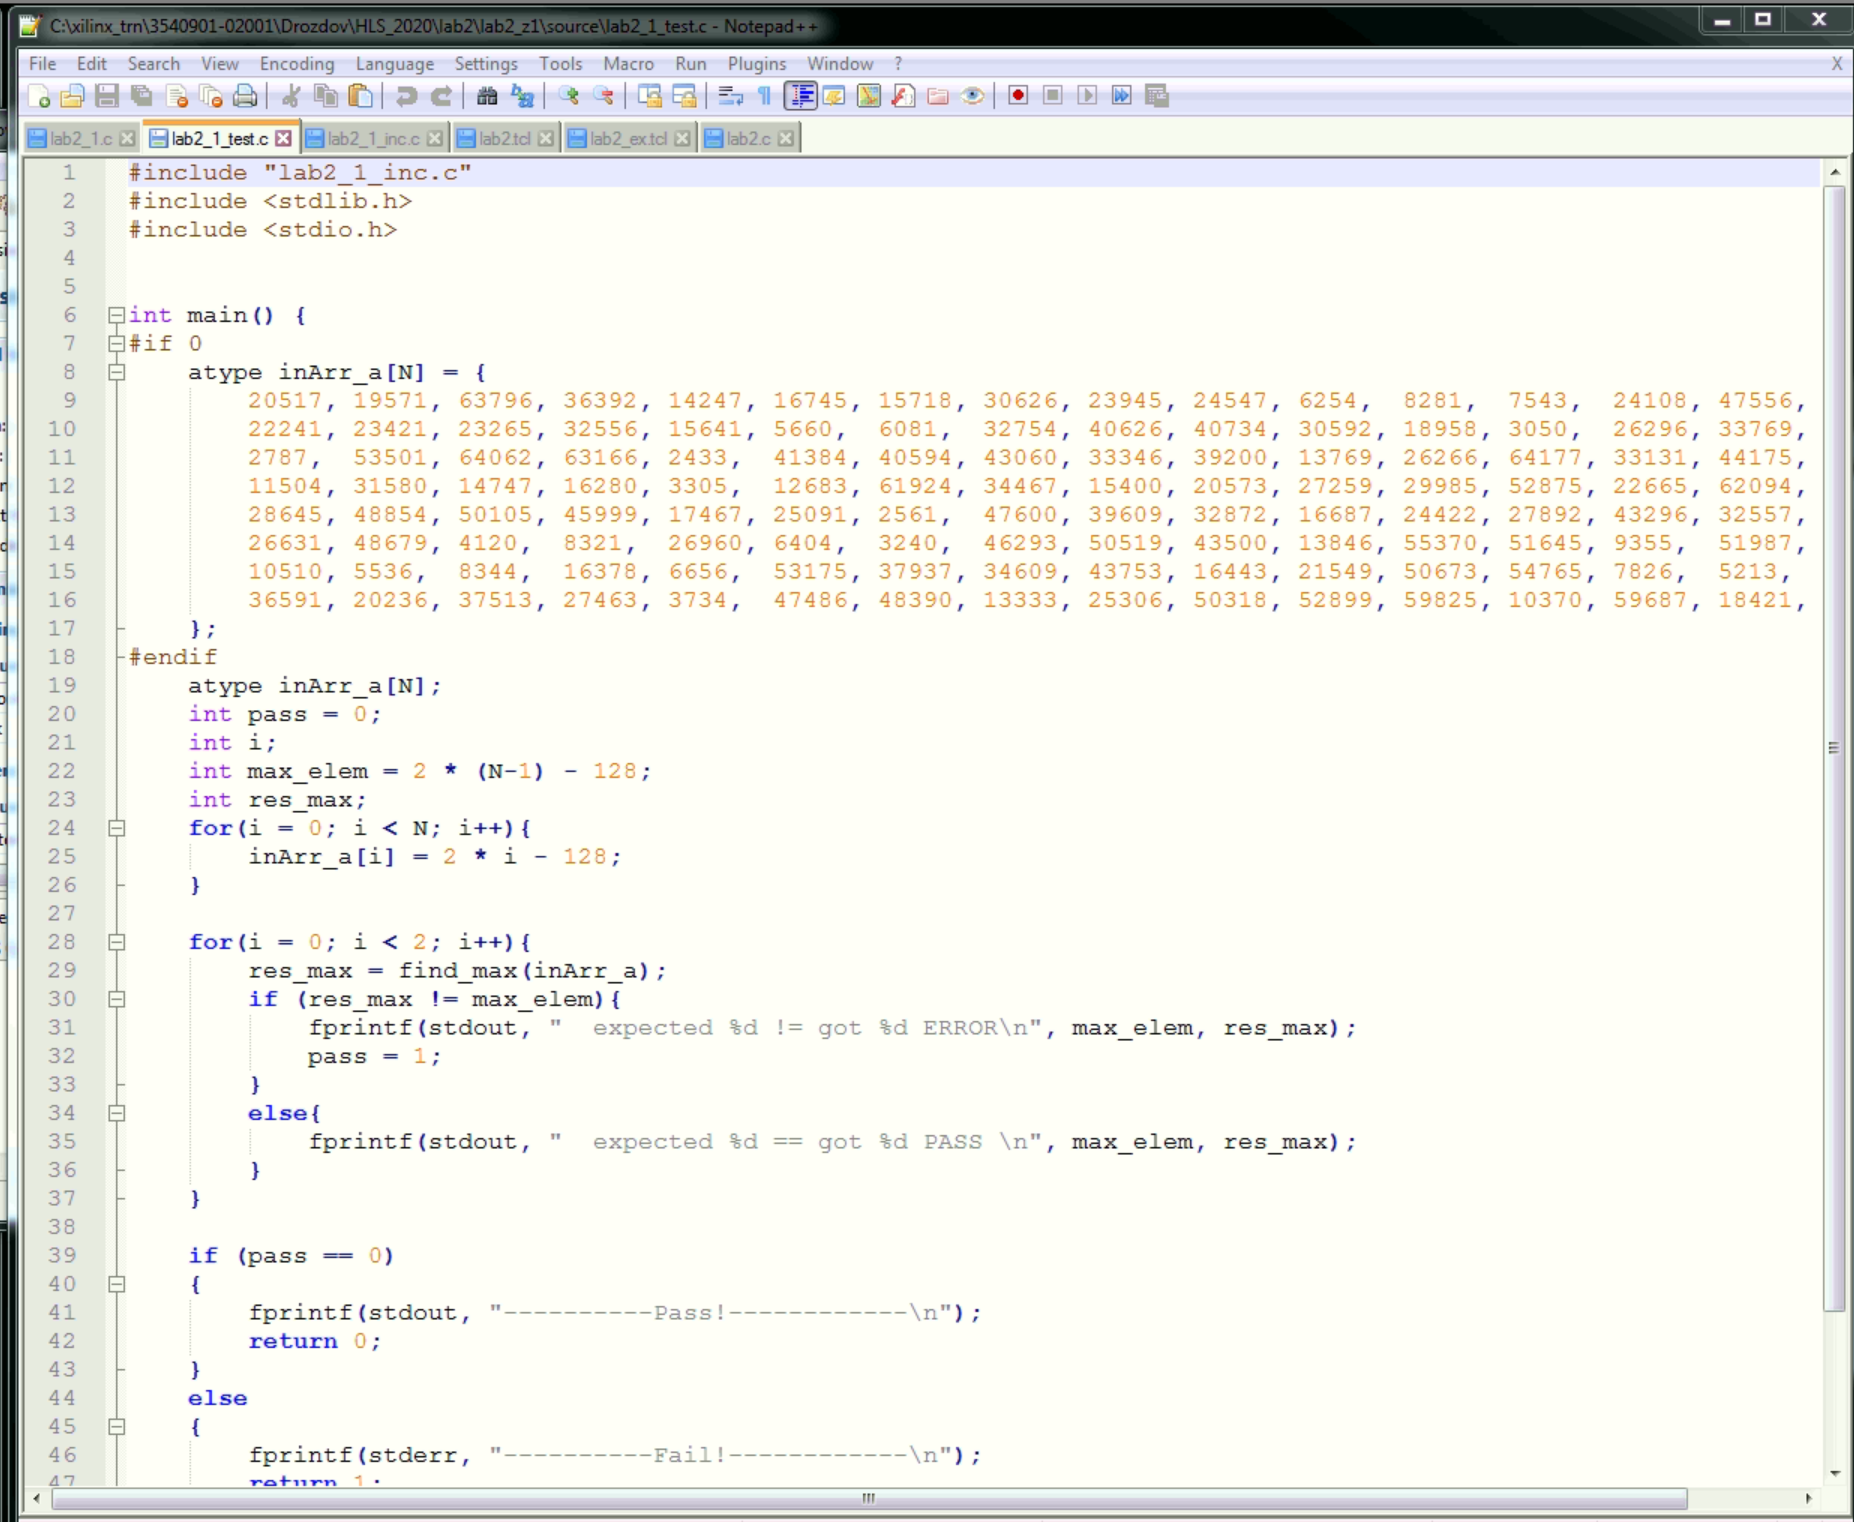 C:\xilinx_trn\3540901-02001\Drozdov\HLS_2020\lab2\lab2_z1\source\lab2_1_test.c - Notepad++
File Edit Search View Encoding Language Settings Tools Macro Run Plugins Window ? X
lab2_1.c lab2_1_test.c lab2_1_inc.c lab2.tcl lab2_ex.tcl lab2.c
1 #include "lab2_1_inc.c"
2 #include <stdlib.h>
3 #include <stdio.h>
4
5
6 int main() {
7 #if 0
8 atype inArr_a[N] = {
9 20517, 19571, 63796, 36392, 14247, 16745, 15718, 30626, 23945, 24547, 6254, 8281, 7543, 24108, 47556,
10 22241, 23421, 23265, 32556, 15641, 5660, 6081, 32754, 40626, 40734, 30592, 18958, 3050, 26296, 33769,
11 2787, 53501, 64062, 63166, 2433, 41384, 40594, 43060, 33346, 39200, 13769, 26266, 64177, 33131, 44175,
12 11504, 31580, 14747, 16280, 3305, 12683, 61924, 34467, 15400, 20573, 27259, 29985, 52875, 22665, 62094,
13 28645, 48854, 50105, 45999, 17467, 25091, 2561, 47600, 39609, 32872, 16687, 24422, 27892, 43296, 32557,
14 26631, 48679, 4120, 8321, 26960, 6404, 3240, 46293, 50519, 43500, 13846, 55370, 51645, 9355, 51987,
15 10510, 5536, 8344, 16378, 6656, 53175, 37937, 34609, 43753, 16443, 21549, 50673, 54765, 7826, 5213,
16 36591, 20236, 37513, 27463, 3734, 47486, 48390, 13333, 25306, 50318, 52899, 59825, 10370, 59687, 18421,
17 };
18 #endif
19 atype inArr_a[N];
20 int pass = 0;
21 int i;
22 int max_elem = 2 * (N-1) - 128;
23 int res_max;
24 for(i = 0; i < N; i++){
25 inArr_a[i] = 2 * i - 128;
26 }
27
28 for(i = 0; i < 2; i++){
29 res_max = find_max(inArr_a);
30 if (res_max != max_elem){
31 fprintf(stdout, "  expected %d != got %d ERROR\n", max_elem, res_max);
32 pass = 1;
33 }
34 else{
35 fprintf(stdout, "  expected %d == got %d PASS \n", max_elem, res_max);
36 }
37 }
38
39 if (pass == 0)
40 {
41 fprintf(stdout, "----------Pass!------------\n");
42 return 0;
43 }
44 else
45 {
46 fprintf(stderr, "----------Fail!------------\n");
47 return 1;